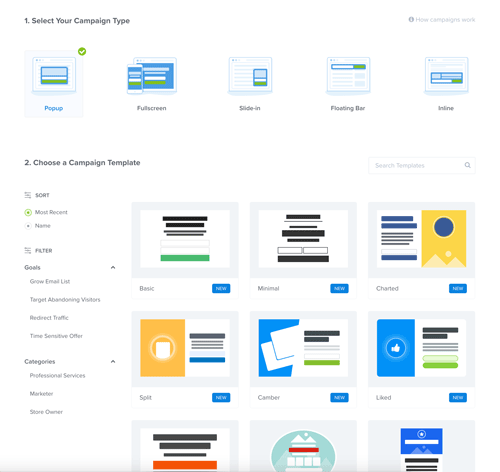 1. Select Your Campaign Type
How campaigns work
Popup
Fullscreen
Slide-in
Floating Bar
Inline
2. Choose a Campaign Template
Search Templates
SORT
Most Recent
Name
FILTER
Goals
Grow Email List
Target Abandoning Visitors
Redirect Traffic
Time Sensitive Offer
Categories
Professional Services
Marketer
Store Owner
Basic NEW
Minimal NEW
Charted NEW
Split NEW
Camber NEW
Liked NEW